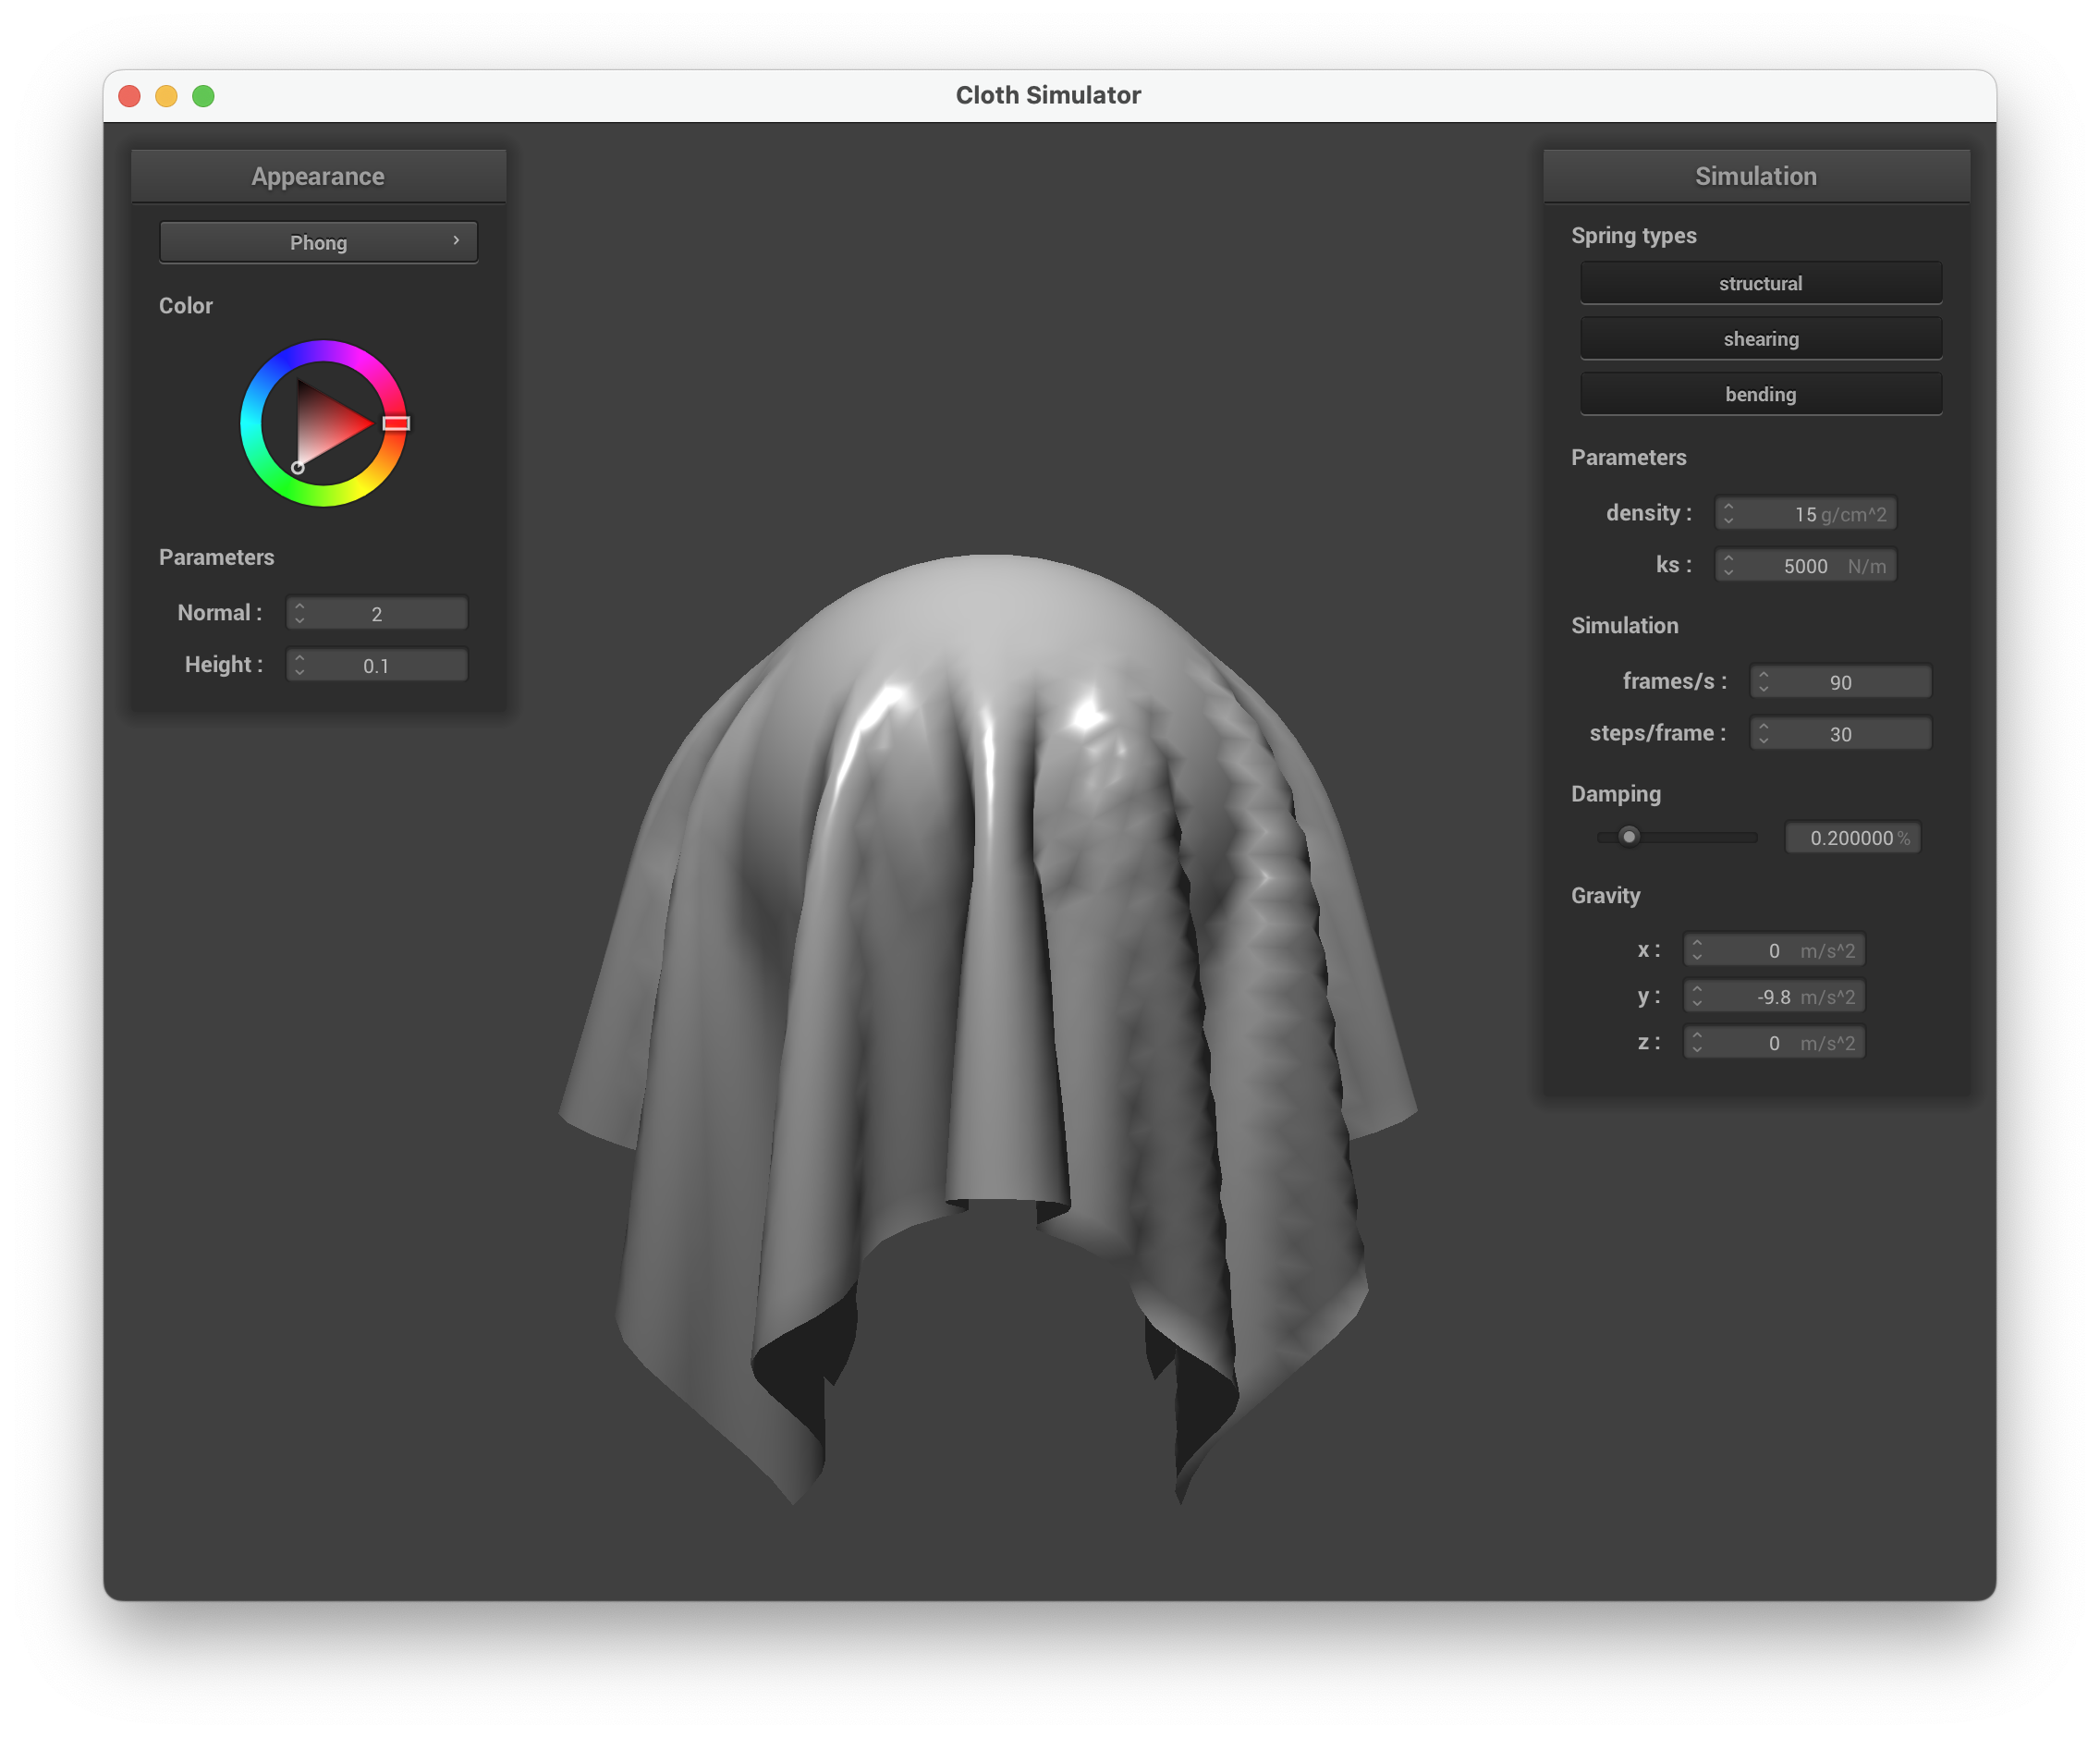 Cloth Simulator
Appearance
Phong
Color
Parameters
Normal : 2
Height : 0.1
Simulation
Spring types
structural
shearing
bending
Parameters
density : 15 g/cm^2
ks : 5000 N/m
Simulation
frames/s : 90
steps/frame : 30
Damping
0.200000 %
Gravity
x : 0 m/s^2
y : -9.8 m/s^2
z : 0 m/s^2